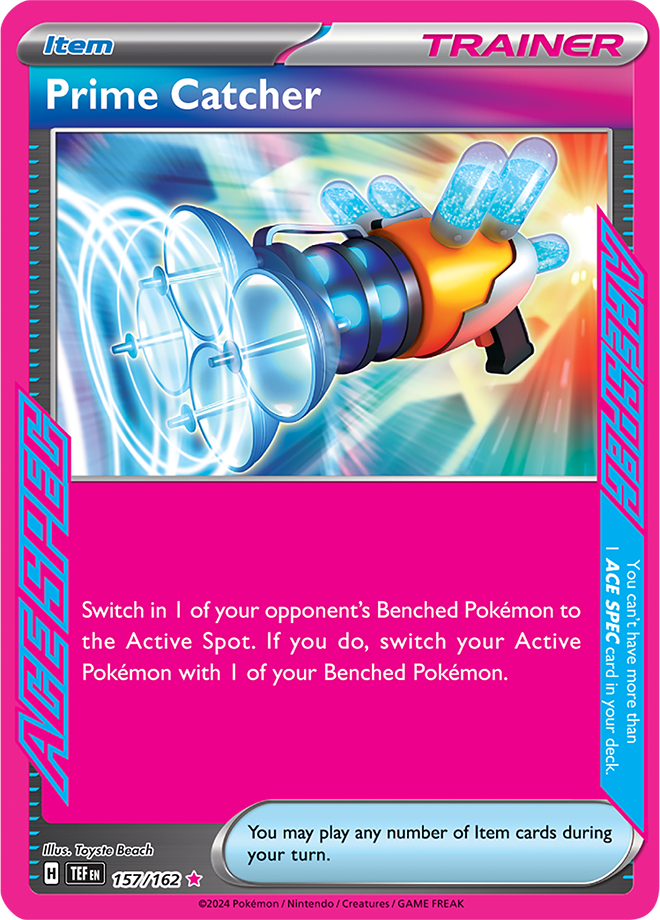 Item
TRAINER
Prime Catcher
ACE SPEC
ACE SPEC
Switch in 1 of your opponent's Benched Pokémon to
the Active Spot. If you do, switch your Active
Pokémon with 1 of your Benched Pokémon.
You can't have more than
1 ACE SPEC card in your deck.
You may play any number of Item cards during
your turn.
Illus. Toyste Beach
H TEF EN 157/162 ★
©2024 Pokémon / Nintendo / Creatures / GAME FREAK